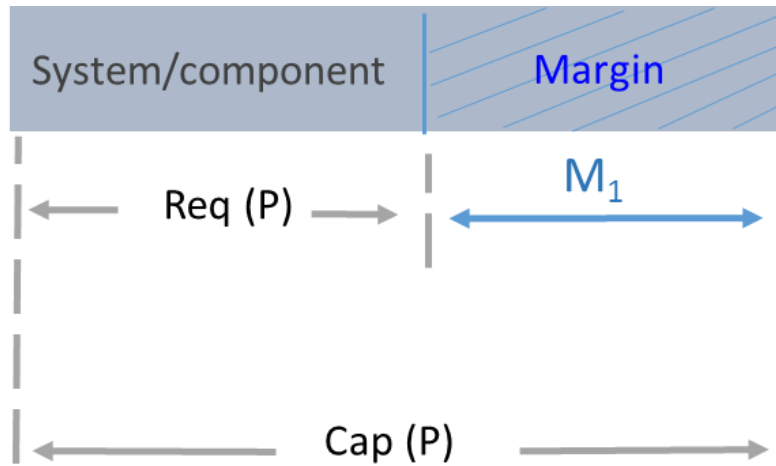 System/component Margin
M₁
Req (P)
Cap (P)